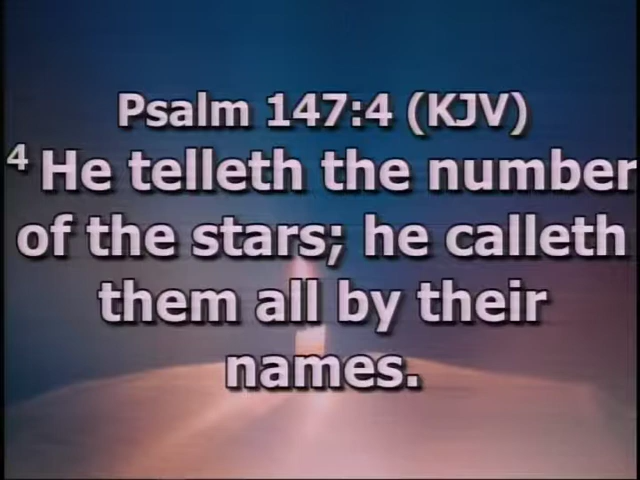 Psalm 147:4 (KJV)
4 He telleth the number
of the stars; he calleth
them all by their
names.